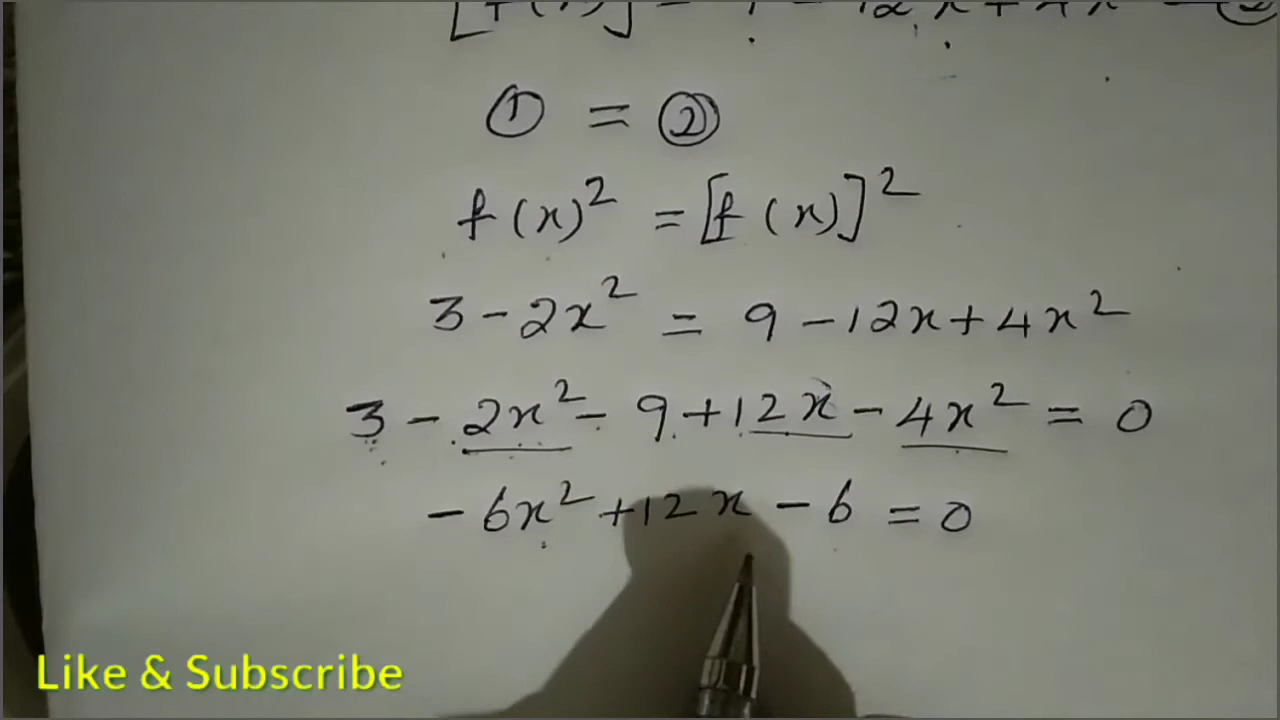 ① = ②
f(x)² = [f(x)]²
3 - 2x² = 9 - 12x + 4x²
3 - 2x² - 9 + 12x - 4x² = 0
- 6x² + 12x - 6 = 0
Like & Subscribe